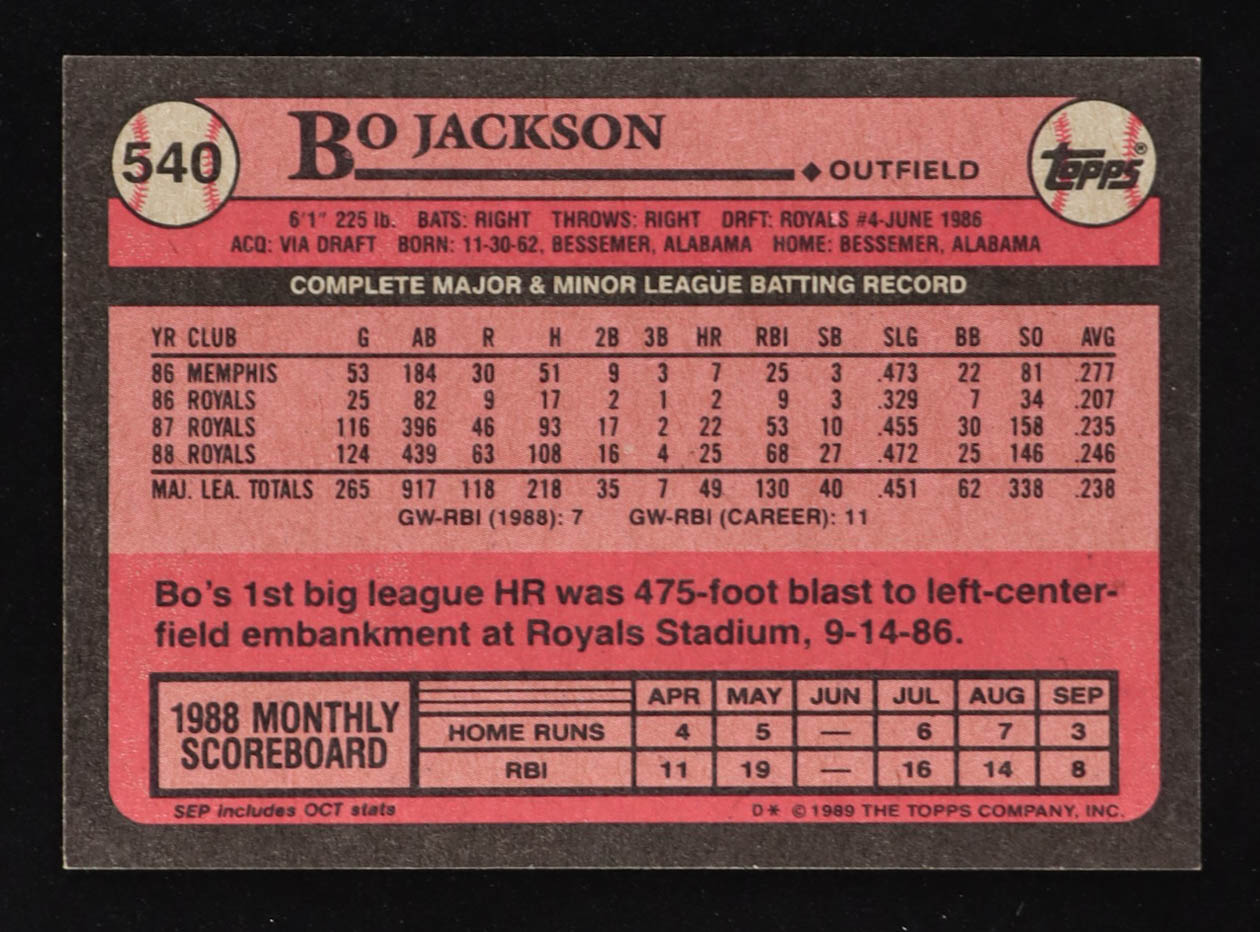 540
BO JACKSON
◆ OUTFIELD
topps®
6'1" 225 lb. BATS: RIGHT THROWS: RIGHT DRFT: ROYALS #4-JUNE 1986
ACQ: VIA DRAFT BORN: 11-30-62, BESSEMER, ALABAMA HOME: BESSEMER, ALABAMA
COMPLETE MAJOR & MINOR LEAGUE BATTING RECORD
YR CLUB G AB R H 2B 3B HR RBI SB SLG BB SO AVG
86 MEMPHIS 53 184 30 51 9 3 7 25 3 .473 22 81 .277
86 ROYALS 25 82 9 17 2 1 2 9 3 .329 7 34 .207
87 ROYALS 116 396 46 93 17 2 22 53 10 .455 30 158 .235
88 ROYALS 124 439 63 108 16 4 25 68 27 .472 25 146 .246
MAJ. LEA. TOTALS 265 917 118 218 35 7 49 130 40 .451 62 338 .238
GW-RBI (1988): 7 GW-RBI (CAREER): 11
Bo's 1st big league HR was 475-foot blast to left-center-
field embankment at Royals Stadium, 9-14-86.
1988 MONTHLY
SCOREBOARD
APR MAY JUN JUL AUG SEP
HOME RUNS 4 5 — 6 7 3
RBI 11 19 — 16 14 8
SEP includes OCT stats
D* © 1989 THE TOPPS COMPANY, INC.